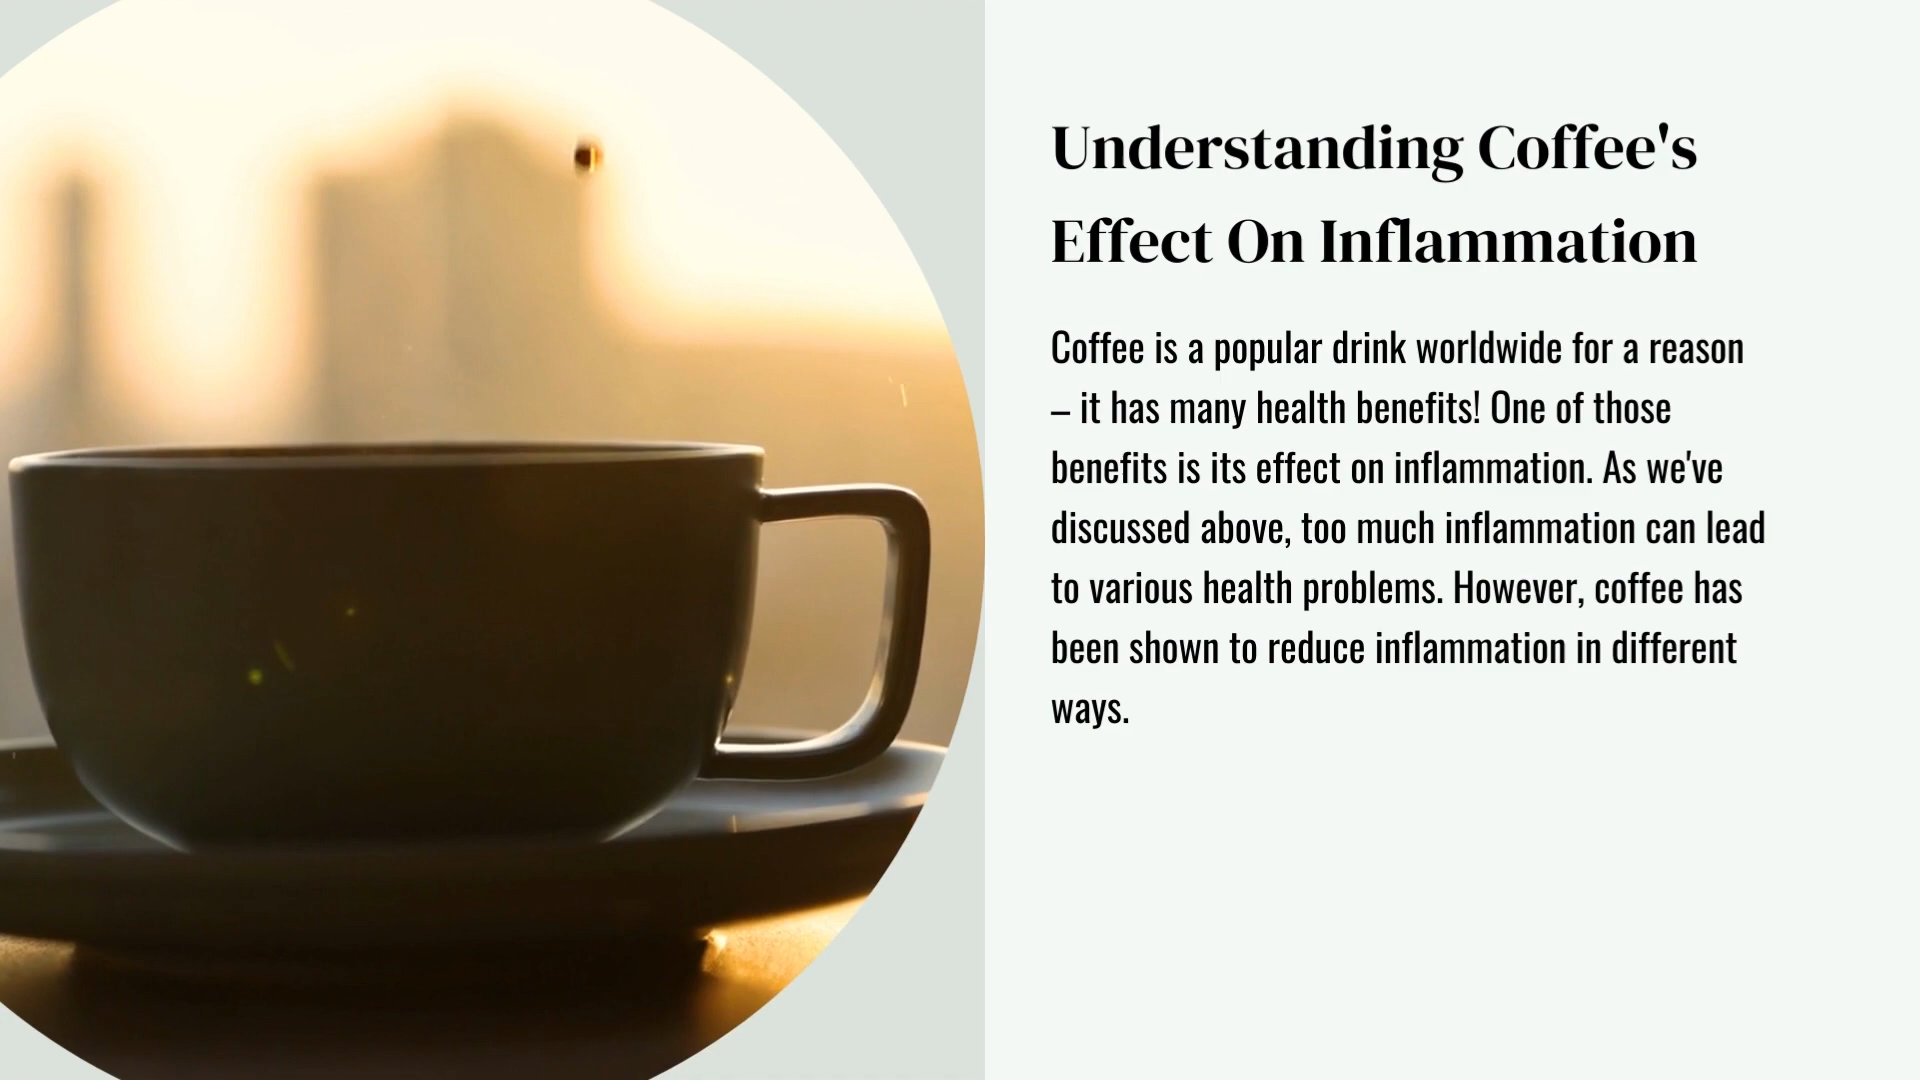 Understanding Coffee's
Effect On Inflammation
Coffee is a popular drink worldwide for a reason
– it has many health benefits! One of those
benefits is its effect on inflammation. As we've
discussed above, too much inflammation can lead
to various health problems. However, coffee has
been shown to reduce inflammation in different
ways.